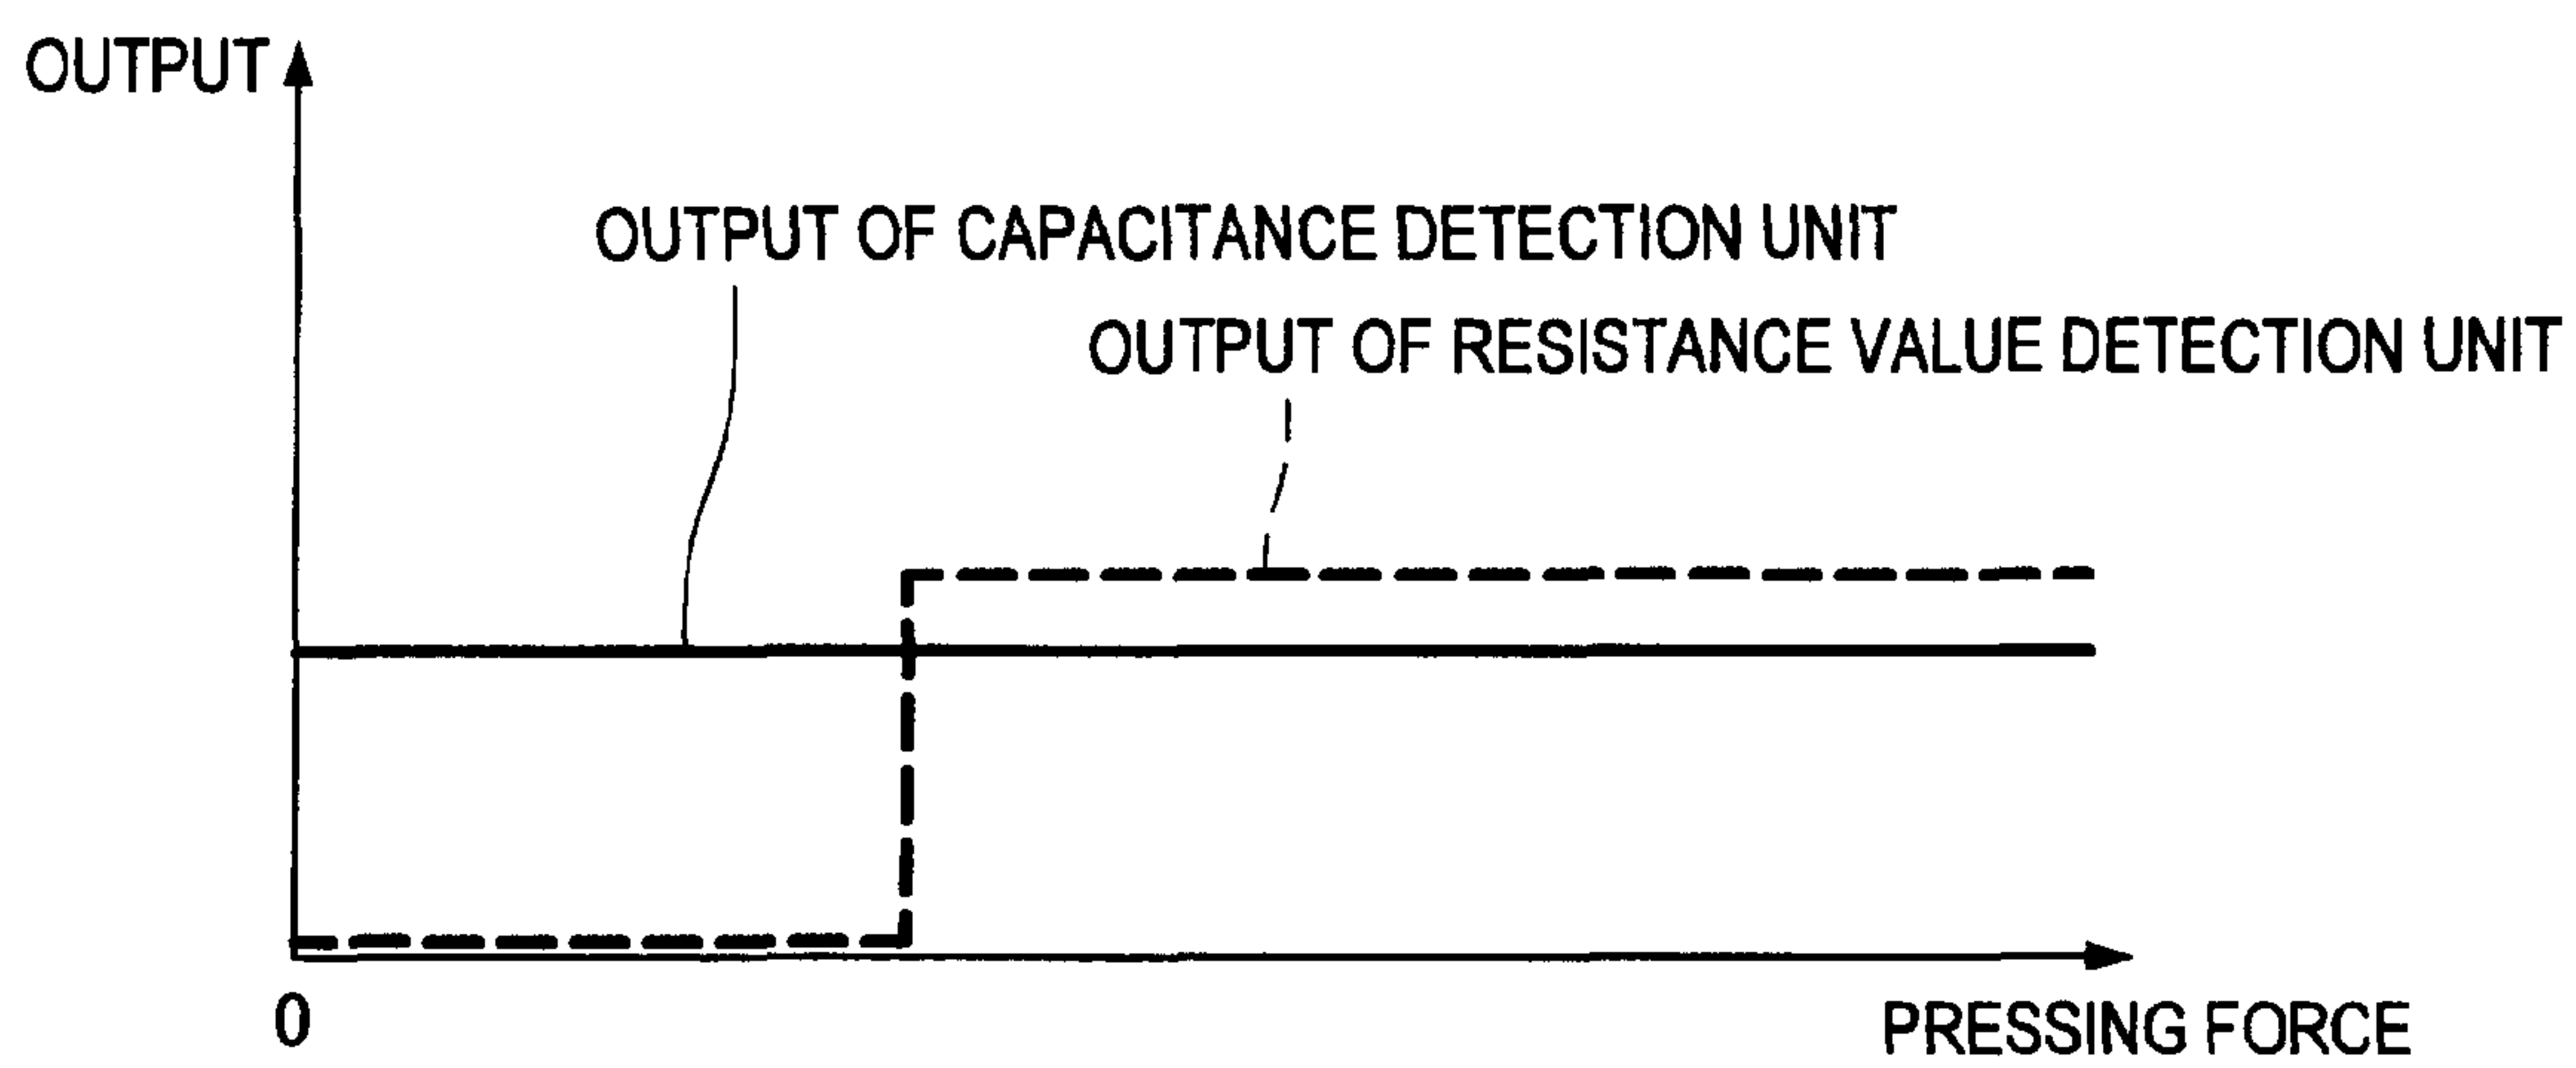 OUTPUT
OUTPUT OF CAPACITANCE DETECTION UNIT
OUTPUT OF RESISTANCE VALUE DETECTION UNIT
0
PRESSING FORCE